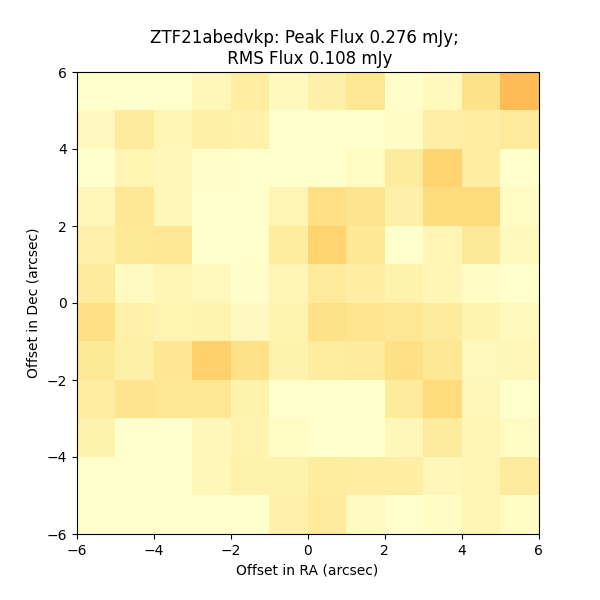 ZTF21abedvkp: Peak Flux 0.276 mJy;
RMS Flux 0.108 mJy
6
4
2
0
−2
−4
−6
Offset in Dec (arcsec)
−6 −4 −2 0 2 4 6
Offset in RA (arcsec)